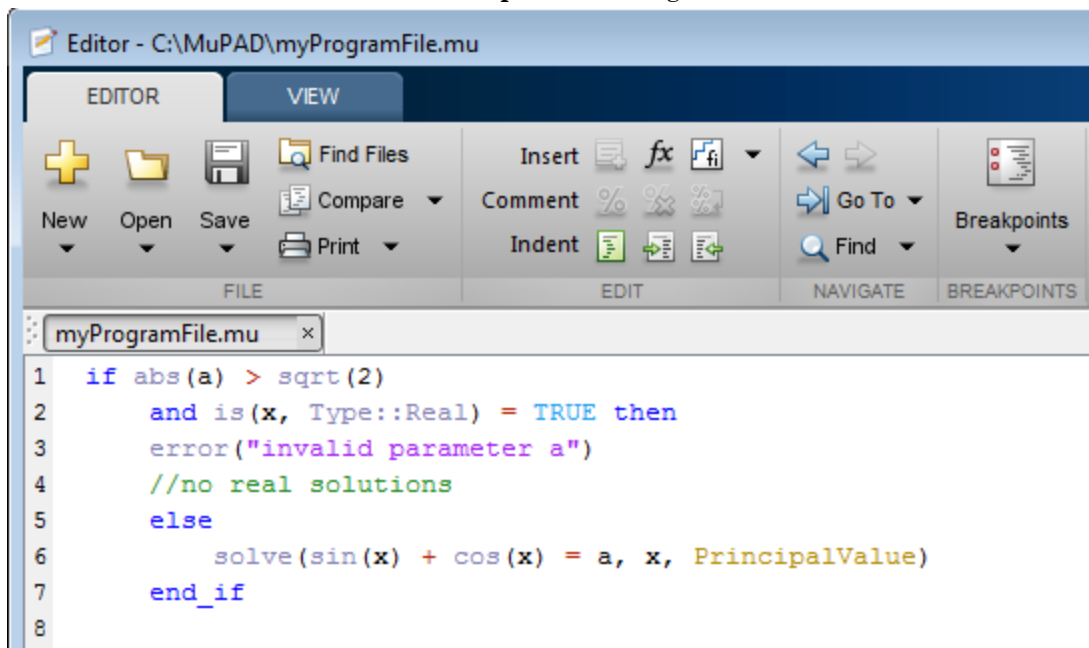 Editor - C:\MuPAD\myProgramFile.mu
EDITOR VIEW
New Open Save
Find Files
Compare
Print
FILE
Insert fx fi
Comment % % %
Indent
EDIT
Go To
Find
NAVIGATE
Breakpoints
BREAKPOINTS
myProgramFile.mu ×
1 if abs(a) > sqrt(2)
2 and is(x, Type::Real) = TRUE then
3 error("invalid parameter a")
4 //no real solutions
5 else
6 solve(sin(x) + cos(x) = a, x, PrincipalValue)
7 end_if
8